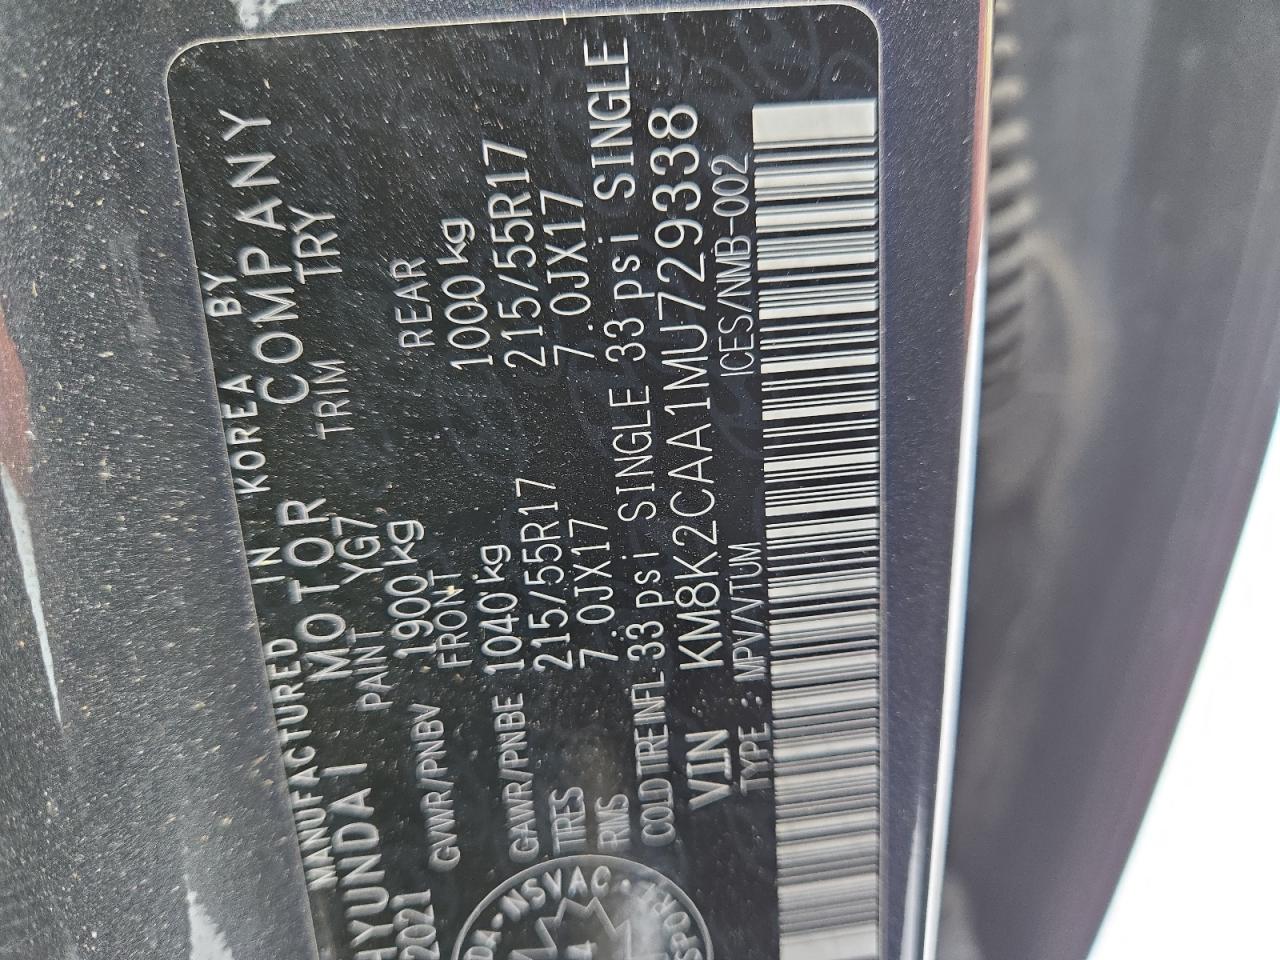 MANUFACTURED IN KOREA BY
HYUNDAI MOTOR COMPANY
PAINT YG7 TRIM TRY
2021
GVWR/PNBV 1900 kg
FRONT REAR
GAWR/PNBE 1040 kg 1000 kg
TIRES 215/55R17 215/55R17
RIMS 7.0JX17 7.0JX17
COLD TIRE INFL. 33 psi SINGLE 33 psi SINGLE
VIN KM8K2CAA1MU729338
TYPE : MPV/VTUM ICES/NMB-002
NSVAC